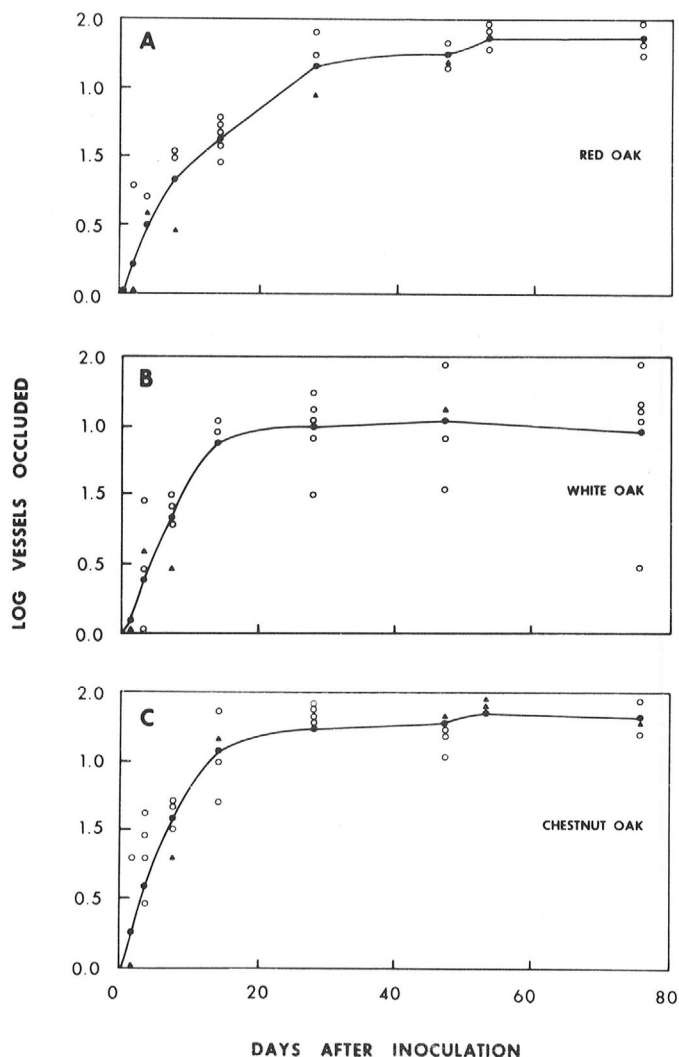 2.0
A
1.0
1.5
RED OAK
0.5
0.0
2.0
B
1.0
1.5
WHITE OAK
0.5
0.0
LOG VESSELS OCCLUDED
2.0
C
1.0
1.5
CHESTNUT OAK
0.5
0.0
0 20 40 60 80
DAYS AFTER INOCULATION